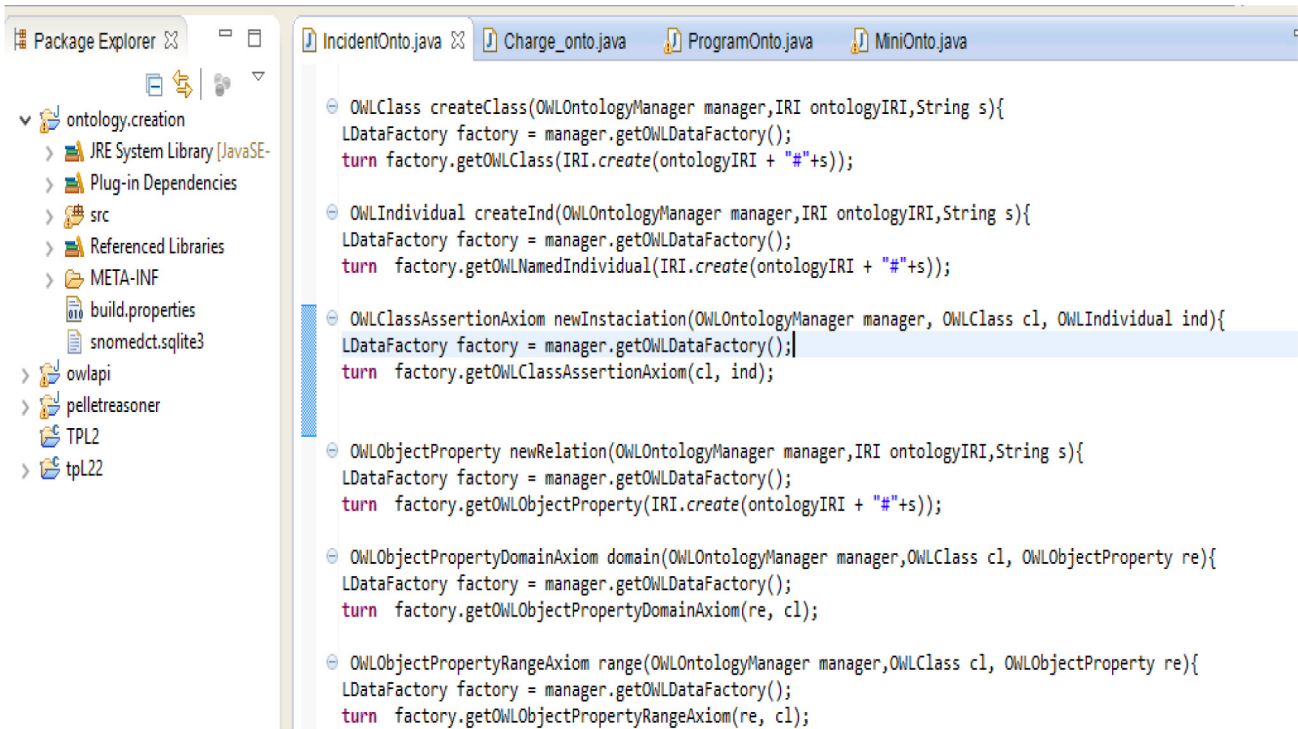 Package Explorer
ontology.creation
JRE System Library [JavaSE-
Plug-in Dependencies
src
Referenced Libraries
META-INF
build.properties
snomedct.sqlite3
owlapi
pelletreasoner
TPL2
tpL22
IncidentOnto.java Charge_onto.java ProgramOnto.java MiniOnto.java
OWLClass createClass(OWLOntologyManager manager,IRI ontologyIRI,String s){
LDataFactory factory = manager.getOWLDataFactory();
turn factory.getOWLClass(IRI.create(ontologyIRI + "#"+s));
OWLIndividual createInd(OWLOntologyManager manager,IRI ontologyIRI,String s){
LDataFactory factory = manager.getOWLDataFactory();
turn factory.getOWLNamedIndividual(IRI.create(ontologyIRI + "#"+s));
OWLClassAssertionAxiom newInstaciation(OWLOntologyManager manager, OWLClass cl, OWLIndividual ind){
LDataFactory factory = manager.getOWLDataFactory();
turn factory.getOWLClassAssertionAxiom(cl, ind);
OWLObjectProperty newRelation(OWLOntologyManager manager,IRI ontologyIRI,String s){
LDataFactory factory = manager.getOWLDataFactory();
turn factory.getOWLObjectProperty(IRI.create(ontologyIRI + "#"+s));
OWLObjectPropertyDomainAxiom domain(OWLOntologyManager manager,OWLClass cl, OWLObjectProperty re){
LDataFactory factory = manager.getOWLDataFactory();
turn factory.getOWLObjectPropertyDomainAxiom(re, cl);
OWLObjectPropertyRangeAxiom range(OWLOntologyManager manager,OWLClass cl, OWLObjectProperty re){
LDataFactory factory = manager.getOWLDataFactory();
turn factory.getOWLObjectPropertyRangeAxiom(re, cl);